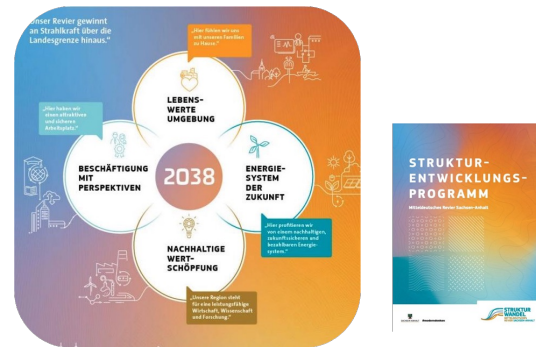 „Unser Revier gewinnt
an Strahlkraft über die
Landesgrenze hinaus.“
„Hier fühlen wir uns
mit unseren Familien
zu Hause.“
LEBENS-
WERTE
UMGEBUNG
„Hier haben wir
einen attraktiven
und sicheren
Arbeitsplatz.“
BESCHÄFTIGUNG
MIT
PERSPEKTIVEN
2038
ENERGIE-
SYSTEM
DER
ZUKUNFT
„Hier profitieren wir
von einem nachhaltigen,
zukunftssicheren und
bezahlbaren Energie-
system.“
NACHHALTIGE
WERT-
SCHÖPFUNG
„Unsere Region steht
für eine leistungsfähige
Wirtschaft, Wissenschaft
und Forschung.“
STRUKTUR-
ENTWICKLUNGS-
PROGRAMM
Mitteldeutsches Revier Sachsen-Anhalt
STRUKTUR
WANDEL